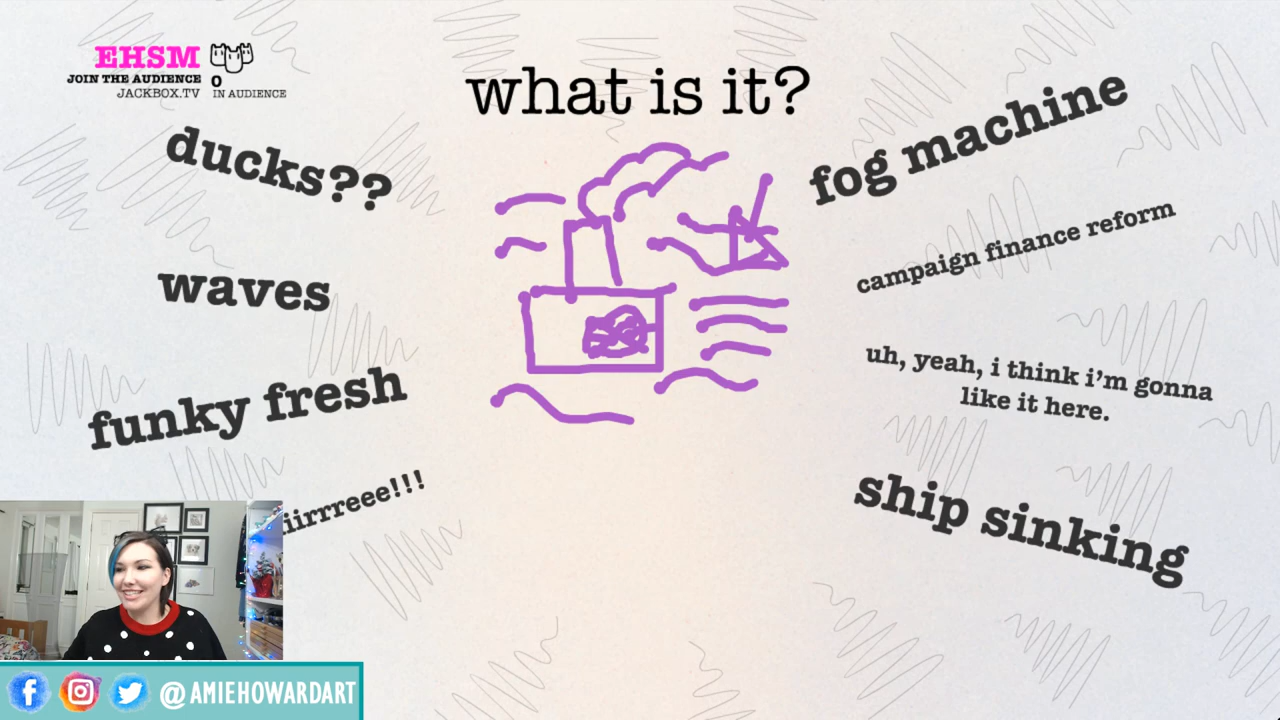 EHSM
JOIN THE AUDIENCE
JACKBOX.TV
0
IN AUDIENCE
what is it?
ducks??
waves
funky fresh
fog machine
campaign finance reform
uh, yeah, i think i'm gonna
like it here.
ship sinking
@AMIEHOWARDART